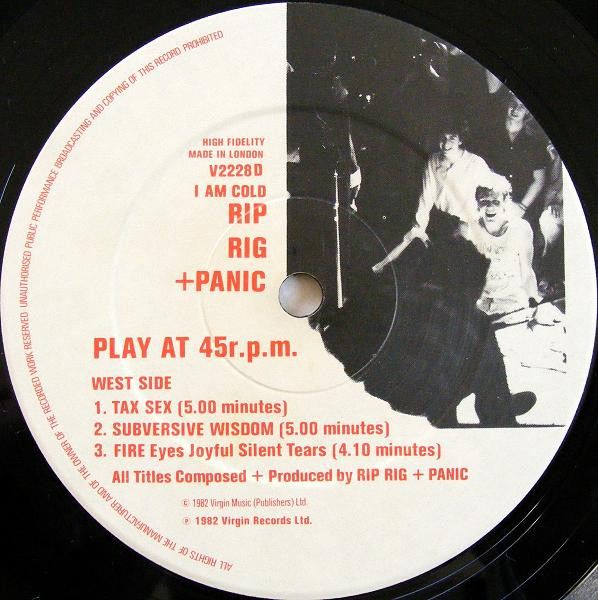 ALL RIGHTS OF THE MANUFACTURER AND OF THE OWNER OF THE RECORDED WORK RESERVED UNAUTHORISED PUBLIC PERFORMANCE BROADCASTING AND COPYING OF THIS RECORD PROHIBITED
HIGH FIDELITY
MADE IN LONDON
V2228D
I AM COLD
RIP
RIG
+PANIC
PLAY AT 45r.p.m.
WEST SIDE
1. TAX SEX (5.00 minutes)
2. SUBVERSIVE WISDOM (5.00 minutes)
3. FIRE Eyes Joyful Silent Tears (4.10 minutes)
All Titles Composed + Produced by RIP RIG + PANIC
© 1982 Virgin Music (Publishers) Ltd.
℗ 1982 Virgin Records Ltd.